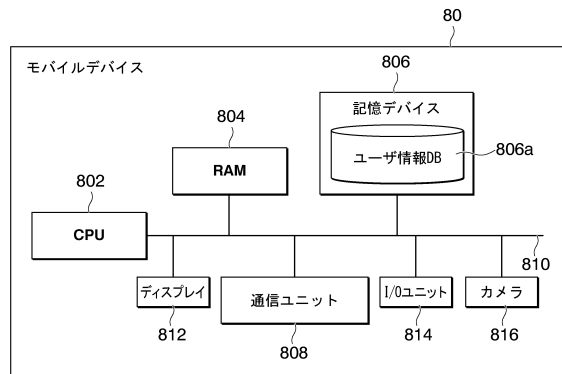 80
モバイルデバイス
806
記憶デバイス
ユーザ情報DB
806a
804
RAM
802
CPU
810
ディスプレイ
812
通信ユニット
808
I/Oユニット
814
カメラ
816